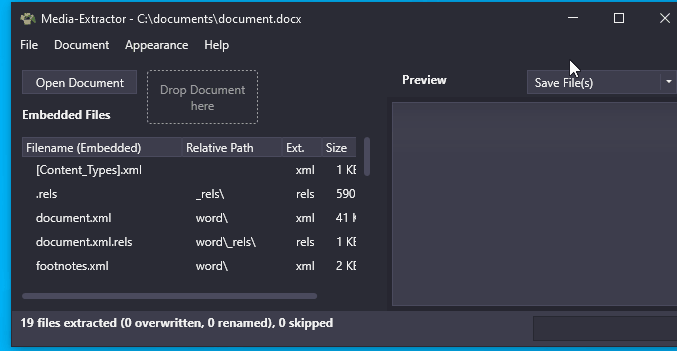 Media-Extractor - C:\documents\document.docx
File Document Appearance Help
Open Document
Drop Document
here
Preview
Save File(s)
Embedded Files
Filename (Embedded) Relative Path Ext. Size
[Content_Types].xml xml 1 KB
.rels _rels\ rels 590
document.xml word\ xml 41
document.xml.rels word\_rels\ rels 1 KB
footnotes.xml word\ xml 2 KB
19 files extracted (0 overwritten, 0 renamed), 0 skipped